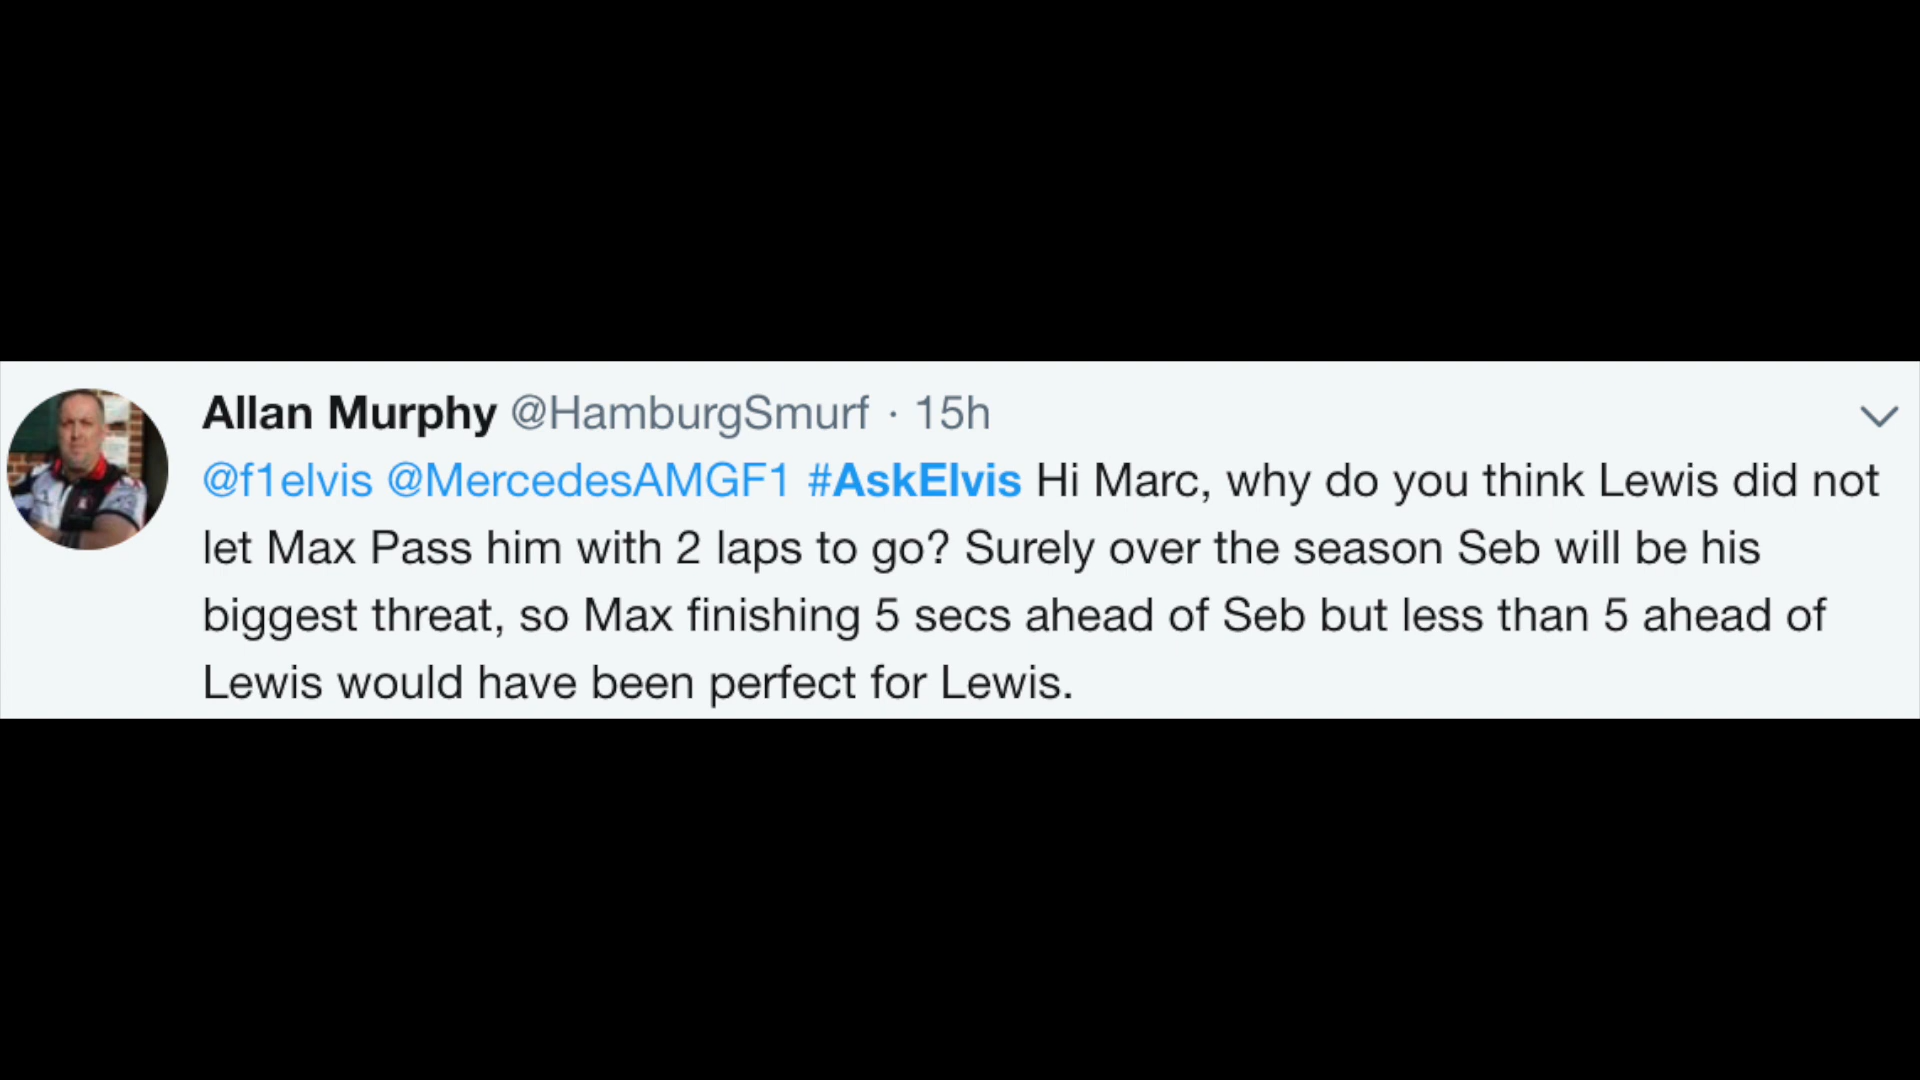 Allan Murphy @HamburgSmurf · 15h
@f1elvis @MercedesAMGF1 #AskElvis Hi Marc, why do you think Lewis did not
let Max Pass him with 2 laps to go? Surely over the season Seb will be his
biggest threat, so Max finishing 5 secs ahead of Seb but less than 5 ahead of
Lewis would have been perfect for Lewis.